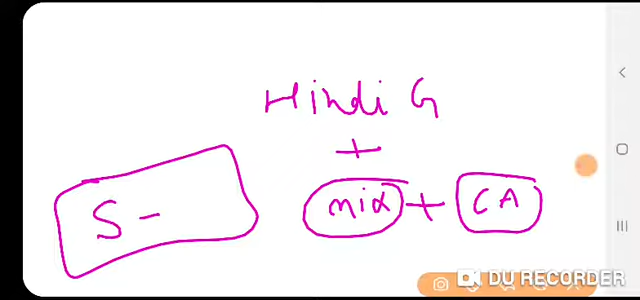 Hindi G
+
S - mix + CA
DU RECORDER